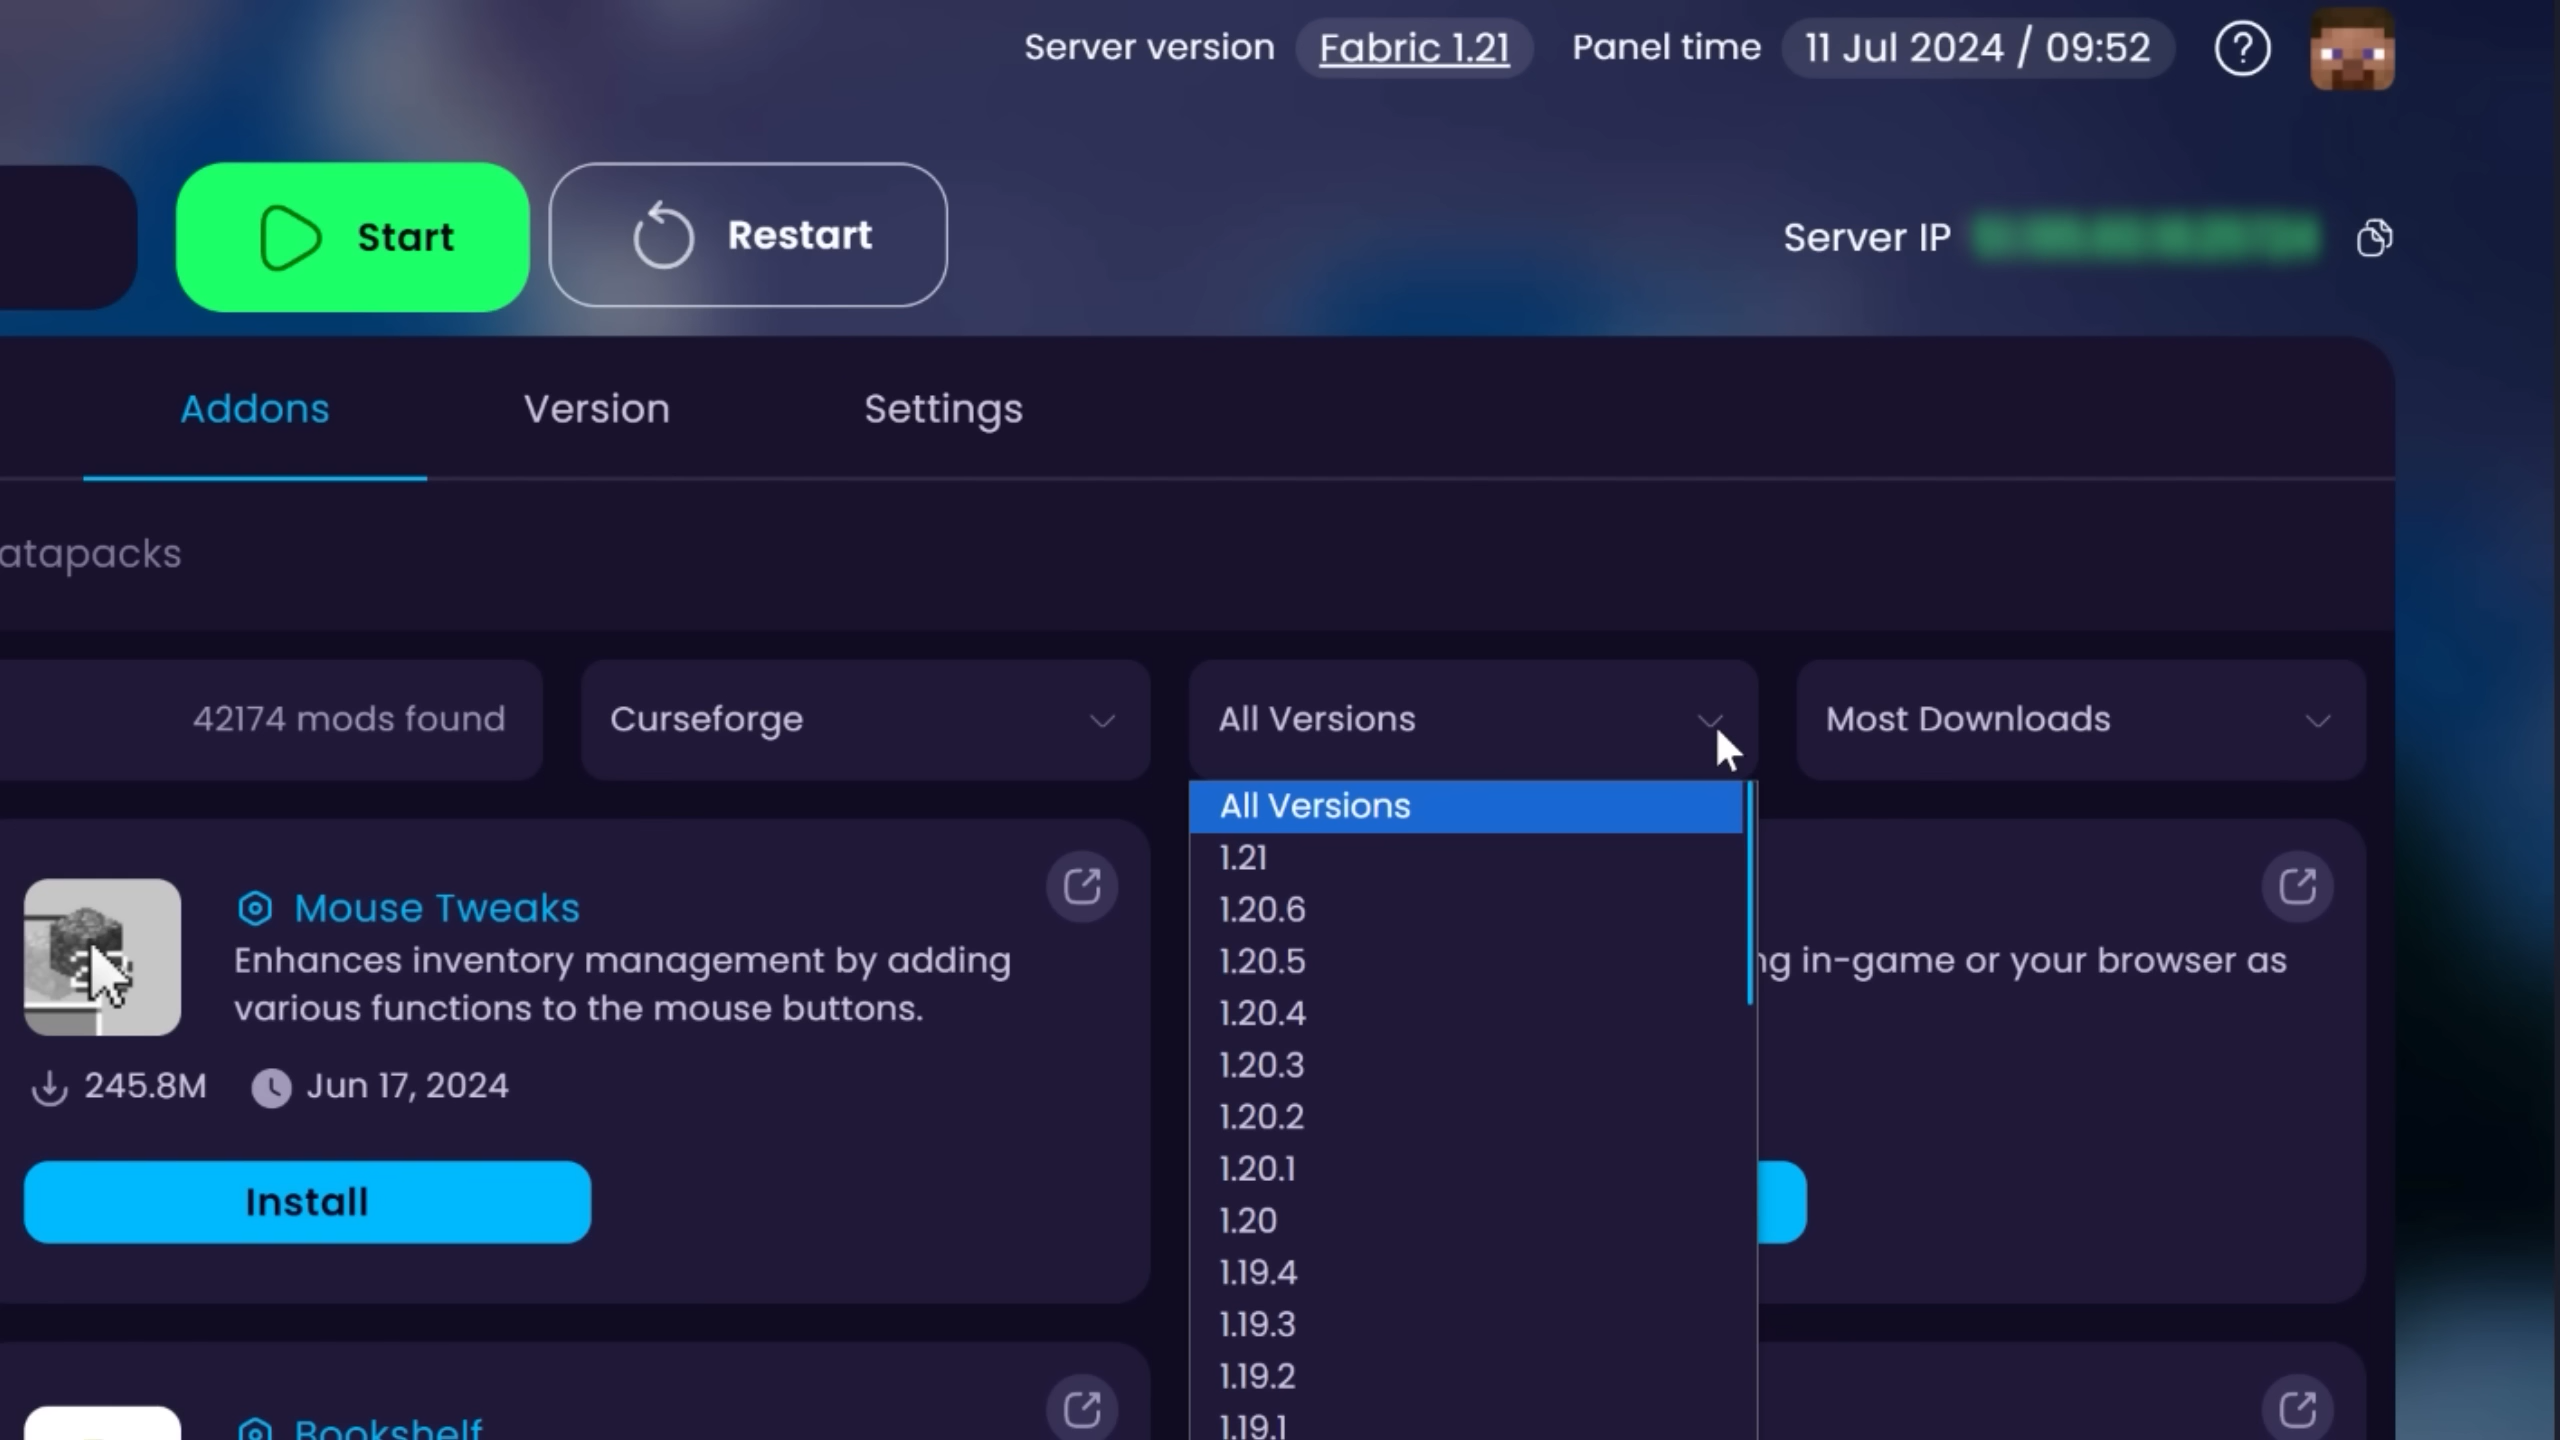 Server version Fabric 1.21 Panel time 11 Jul 2024 / 09:52
Start Restart Server IP
Addons Version Settings
atapacks
42174 mods found Curseforge All Versions Most Downloads
All Versions
1.21
1.20.6
1.20.5
1.20.4
1.20.3
1.20.2
1.20.1
1.20
1.19.4
1.19.3
1.19.2
1.19.1
Mouse Tweaks
Enhances inventory management by adding
various functions to the mouse buttons.
245.8M Jun 17, 2024
Install
ng in-game or your browser as
Bookshelf